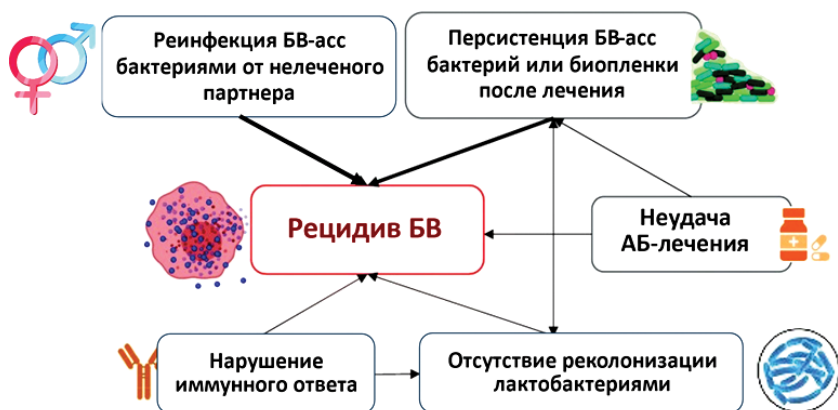 Реинфекция БВ-асс
бактериями от нелеченого
партнера
Персистенция БВ-асс
бактерий или биопленки
после лечения
Рецидив БВ
Неудача
АБ-лечения
Нарушение
иммунного ответа
Отсутствие реколонизации
лактобактериями